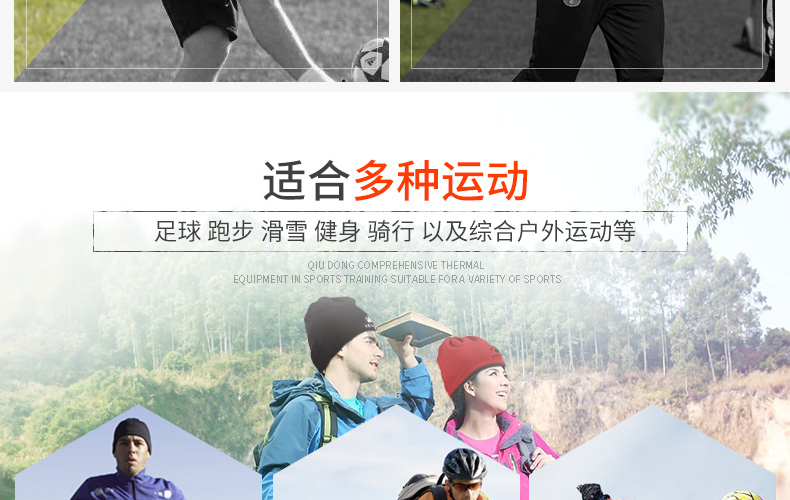 适合多种运动
足球 跑步 滑雪 健身 骑行 以及综合户外运动等
QIU DONG COMPREHENSIVE THERMAL
EQUIPMENT IN SPORTS TRAINING SUITABLE FOR A VARIETY OF SPORTS